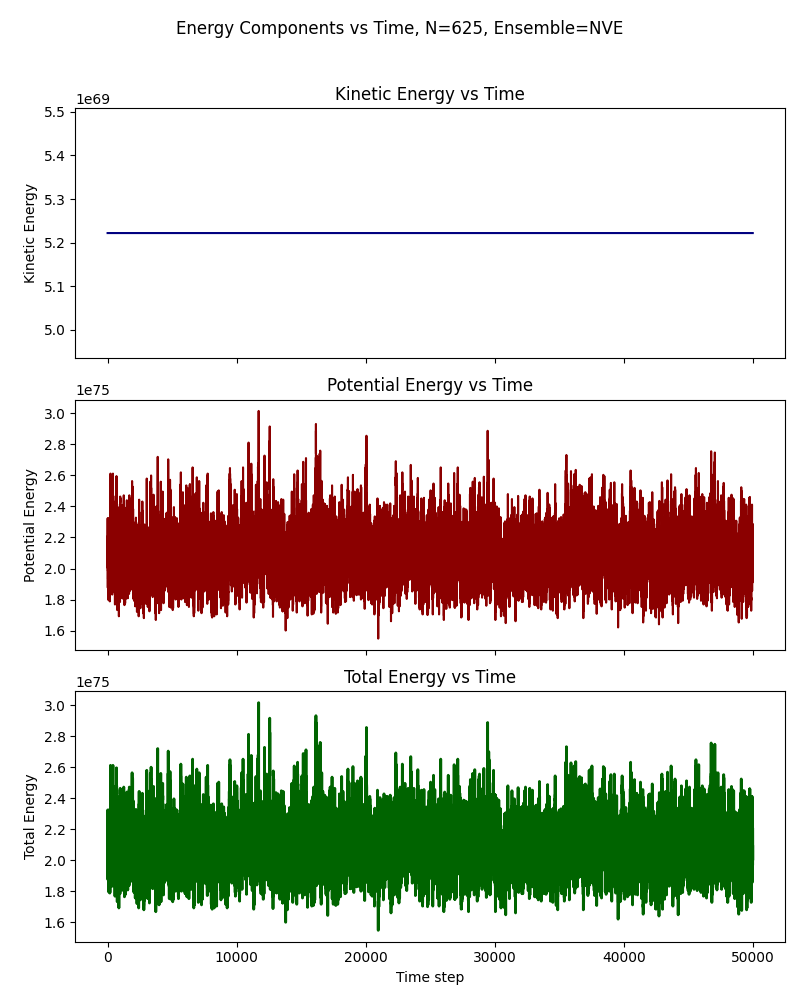 Energy Components vs Time, N=625, Ensemble=NVE
Kinetic Energy vs Time
1e69
5.5
5.4
5.3
5.2
5.1
5.0
Kinetic Energy
Potential Energy vs Time
1e75
3.0
2.8
2.6
2.4
2.2
2.0
1.8
1.6
Potential Energy
Total Energy vs Time
1e75
3.0
2.8
2.6
2.4
2.2
2.0
1.8
1.6
Total Energy
0 10000 20000 30000 40000 50000
Time step